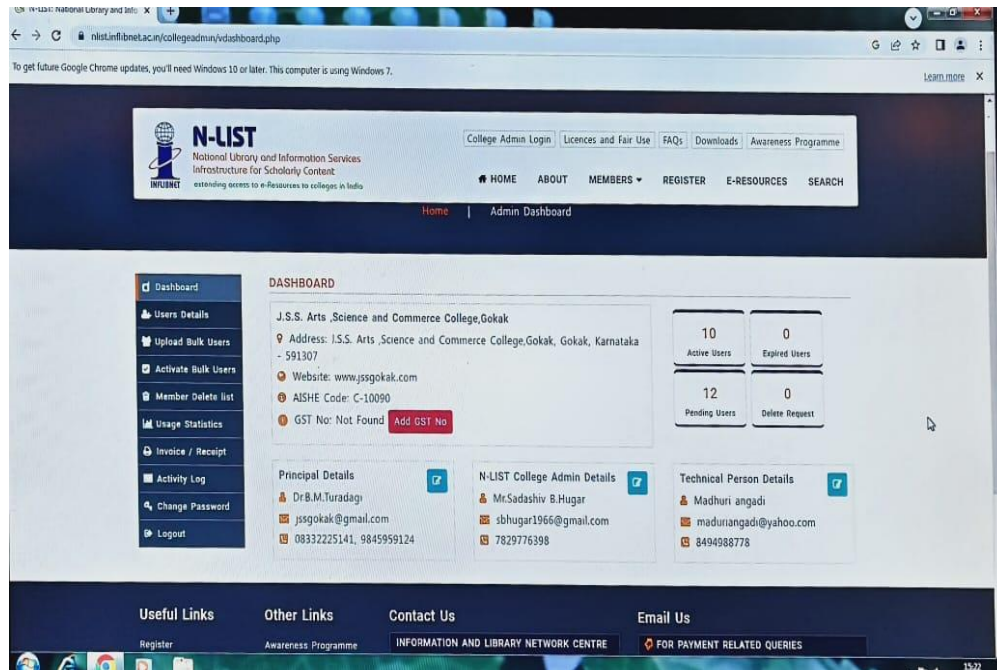 N-LIST: National Library and Info
nlist.inflibnet.ac.in/collegeadmin/vdashboard.php
To get future Google Chrome updates, you'll need Windows 10 or later. This computer is using Windows 7.
Learn more
INFLIBNET
N-LIST
National Library and Information Services
Infrastructure for Scholarly Content
extending access to e-Resources to colleges in India
College Admin Login
Licences and Fair Use
FAQs
Downloads
Awareness Programme
HOME
ABOUT
MEMBERS
REGISTER
E-RESOURCES
SEARCH
Home | Admin Dashboard
Dashboard
Users Details
Upload Bulk Users
Activate Bulk Users
Member Delete list
Usage Statistics
Invoice / Receipt
Activity Log
Change Password
Logout
DASHBOARD
J.S.S. Arts ,Science and Commerce College,Gokak
Address: J.S.S. Arts ,Science and Commerce College,Gokak, Gokak, Karnataka
- 591307
Website: www.jssgokak.com
AISHE Code: C-10090
GST No: Not Found Add GST No
10
Active Users
0
Expired Users
12
Pending Users
0
Delete Request
Principal Details
Dr.B.M.Turadagi
jssgokak@gmail.com
08332225141, 9845959124
N-LIST College Admin Details
Mr.Sadashiv B.Hugar
sbhugar1966@gmail.com
7829776398
Technical Person Details
Madhuri angadi
maduriangadi@yahoo.com
8494988778
Useful Links
Register
Other Links
Awareness Programme
Contact Us
INFORMATION AND LIBRARY NETWORK CENTRE
Email Us
FOR PAYMENT RELATED QUERIES
15:22